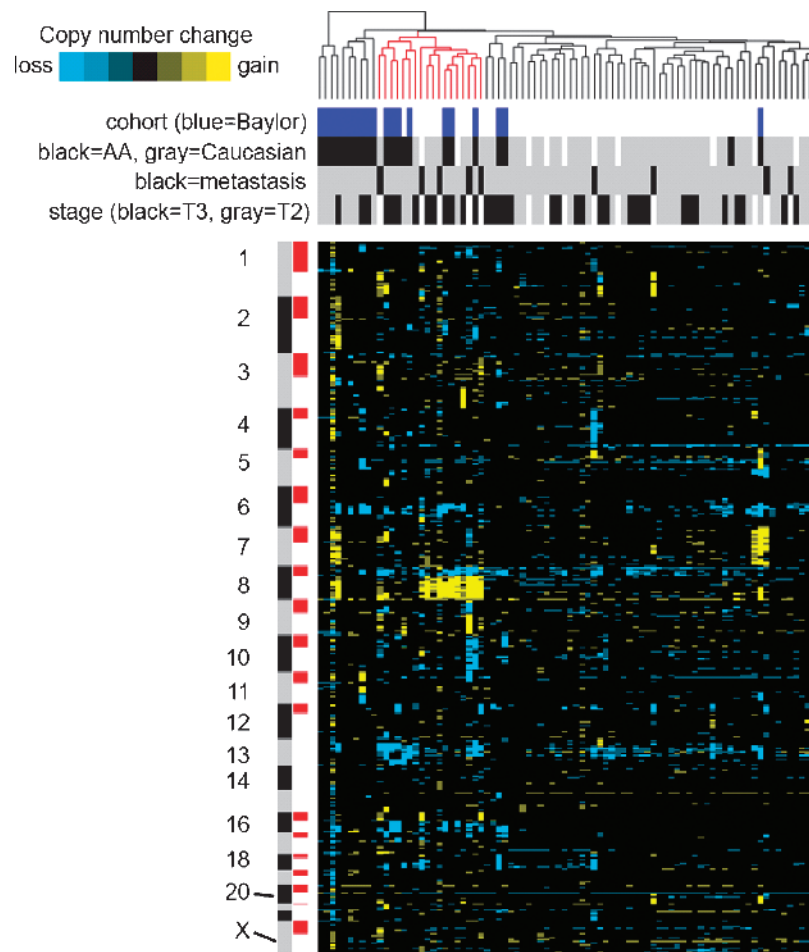 Copy number change
loss gain
cohort (blue=Baylor)
black=AA, gray=Caucasian
black=metastasis
stage (black=T3, gray=T2)
1
2
3
4
5
6
7
8
9
10
11
12
13
14
16
18
20
X